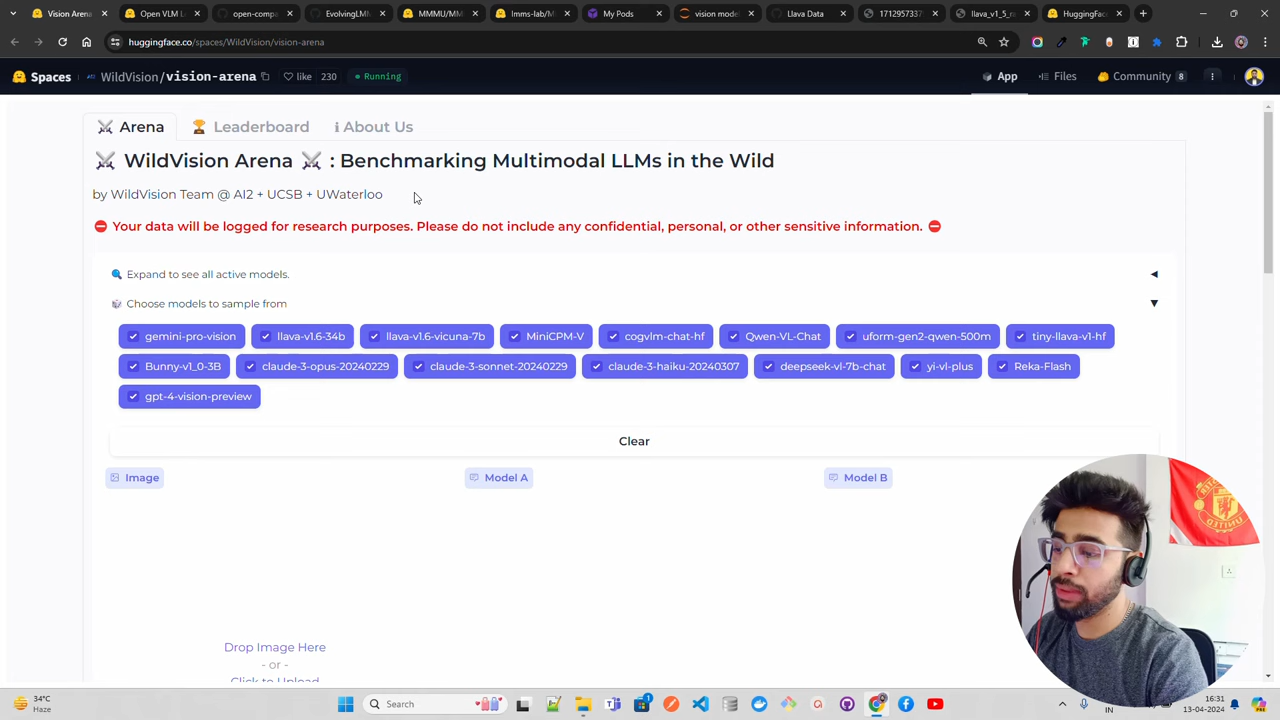 Vision Arena
Open VLM L
open-compa
EvolvingLMM
MMMU/MM
lmms-lab/M
My Pods
vision mode
Llava Data
1712957337
llava_v1_5_
HuggingFac
huggingface.co/spaces/WildVision/vision-arena
Spaces
WildVision/vision-arena
like
230
Running
App
Files
Community
8
Arena
Leaderboard
About Us
WildVision Arena : Benchmarking Multimodal LLMs in the Wild
by WildVision Team @ AI2 + UCSB + UWaterloo
Your data will be logged for research purposes. Please do not include any confidential, personal, or other sensitive information.
Expand to see all active models.
Choose models to sample from
gemini-pro-vision
llava-v1.6-34b
llava-v1.6-vicuna-7b
MiniCPM-V
cogvlm-chat-hf
Qwen-VL-Chat
uform-gen2-qwen-500m
tiny-llava-v1-hf
Bunny-v1_0-3B
claude-3-opus-20240229
claude-3-sonnet-20240229
claude-3-haiku-20240307
deepseek-vl-7b-chat
yi-vl-plus
Reka-Flash
gpt-4-vision-preview
Clear
Image
Model A
Model B
Drop Image Here
- or -
Click to Upload
UNITED
34°C
Haze
Search
IN
16:31
13-04-2024